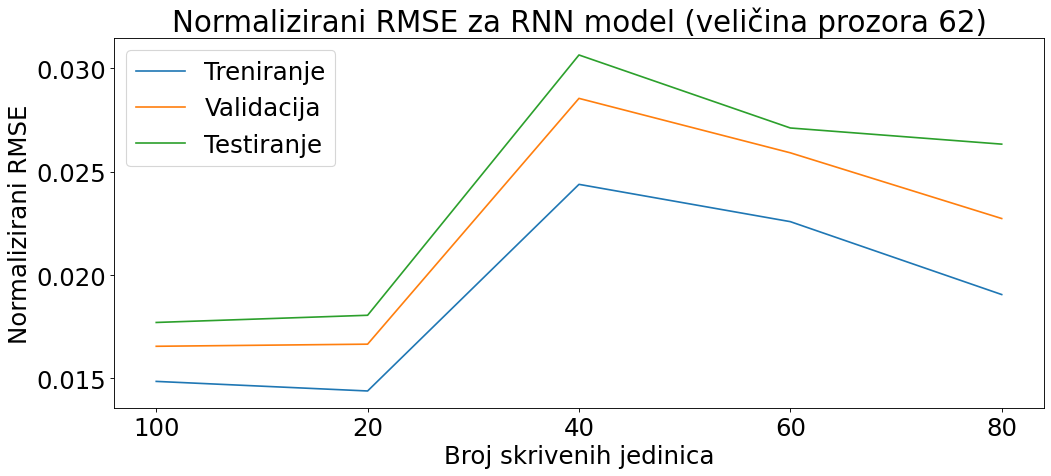 Normalizirani RMSE za RNN model (veličina prozora 62)
Treniranje
Validacija
Testiranje
Normalizirani RMSE
0.030
0.025
0.020
0.015
100 20 40 60 80
Broj skrivenih jedinica